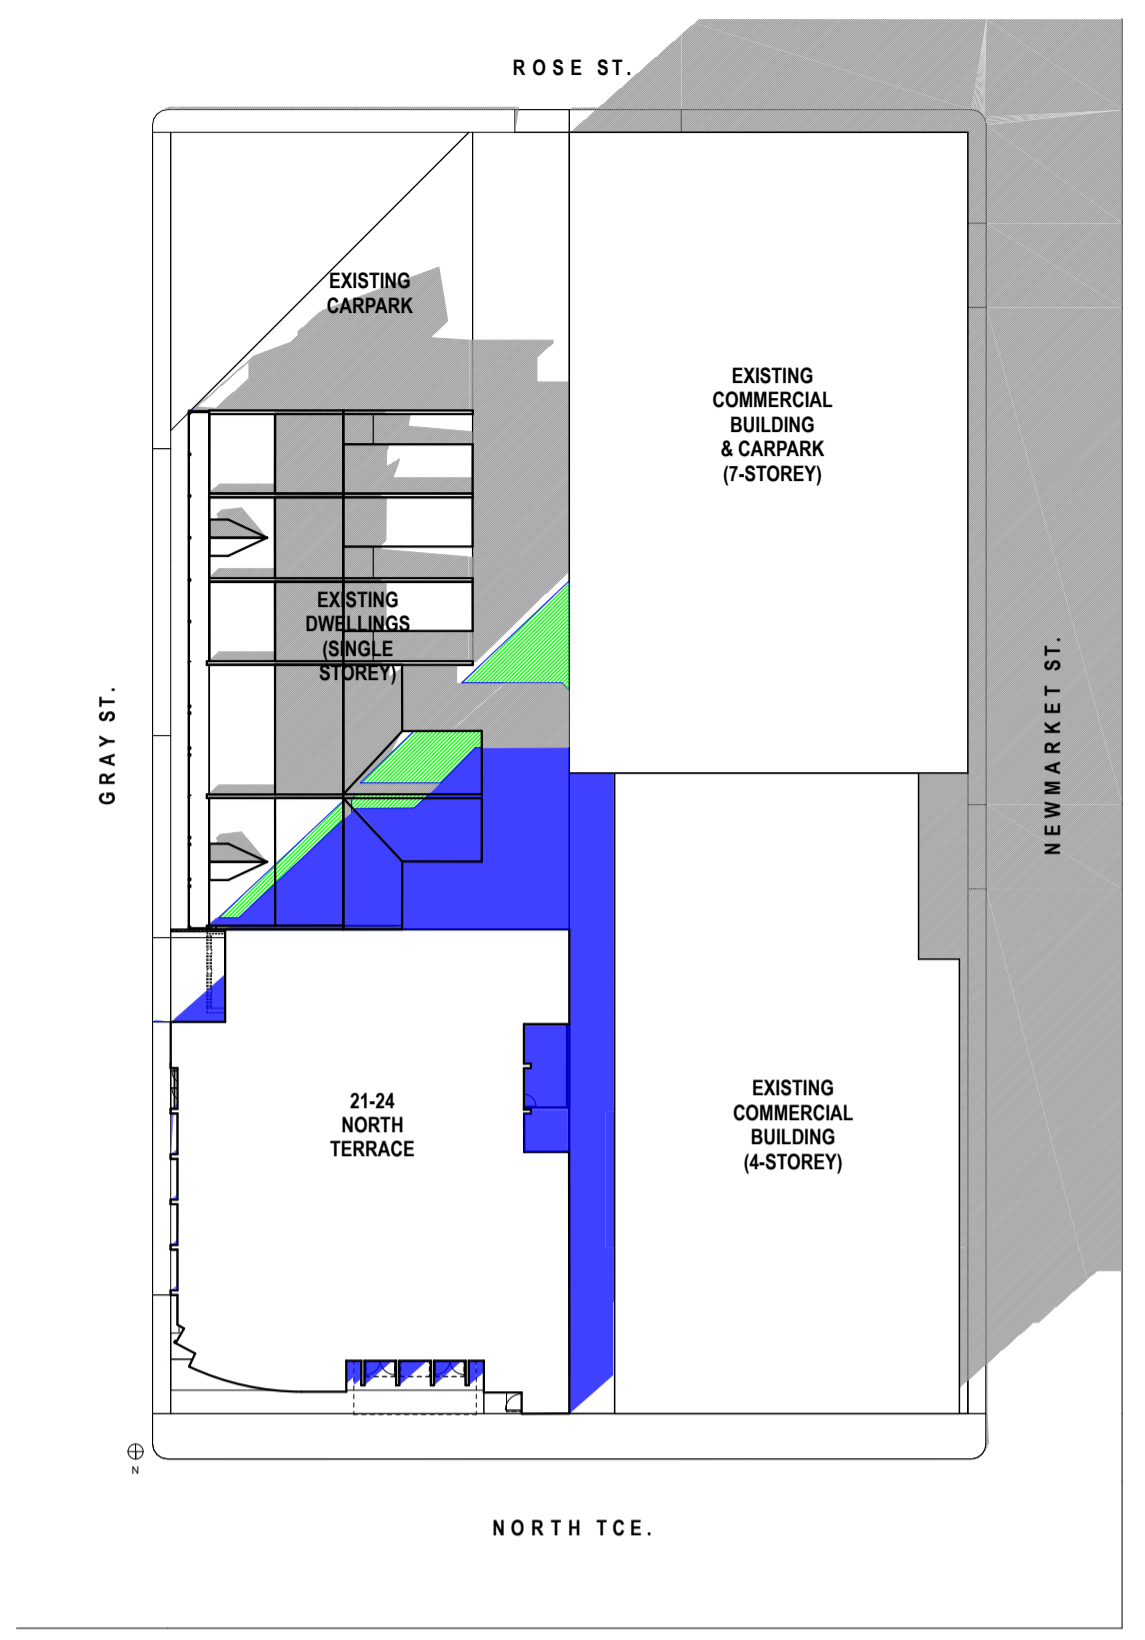 ROSE ST.
EXISTING
CARPARK
EXISTING
COMMERCIAL
BUILDING
& CARPARK
(7-STOREY)
EXISTING
DWELLINGS
(SINGLE
STOREY)
GRAY ST.
NEWMARKET ST.
21-24
NORTH
TERRACE
EXISTING
COMMERCIAL
BUILDING
(4-STOREY)
N
NORTH TCE.